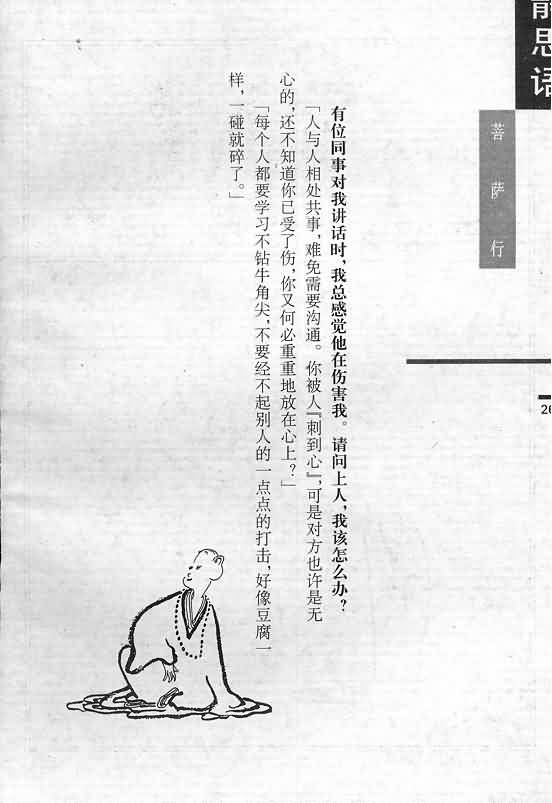 静思语
菩萨行
有位同事对我讲话时，我总感觉他在伤害我。请问上人，我该怎么办？
「人与人相处共事，难免需要沟通。你被人『刺到心』，可是对方也许是无
心的，还不知道你已受了伤，你又何必重重地放在心上？」
「每个人都要学习不钻牛角尖，不要经不起别人的一点点的打击，好像豆腐一
样，一碰就碎了。」